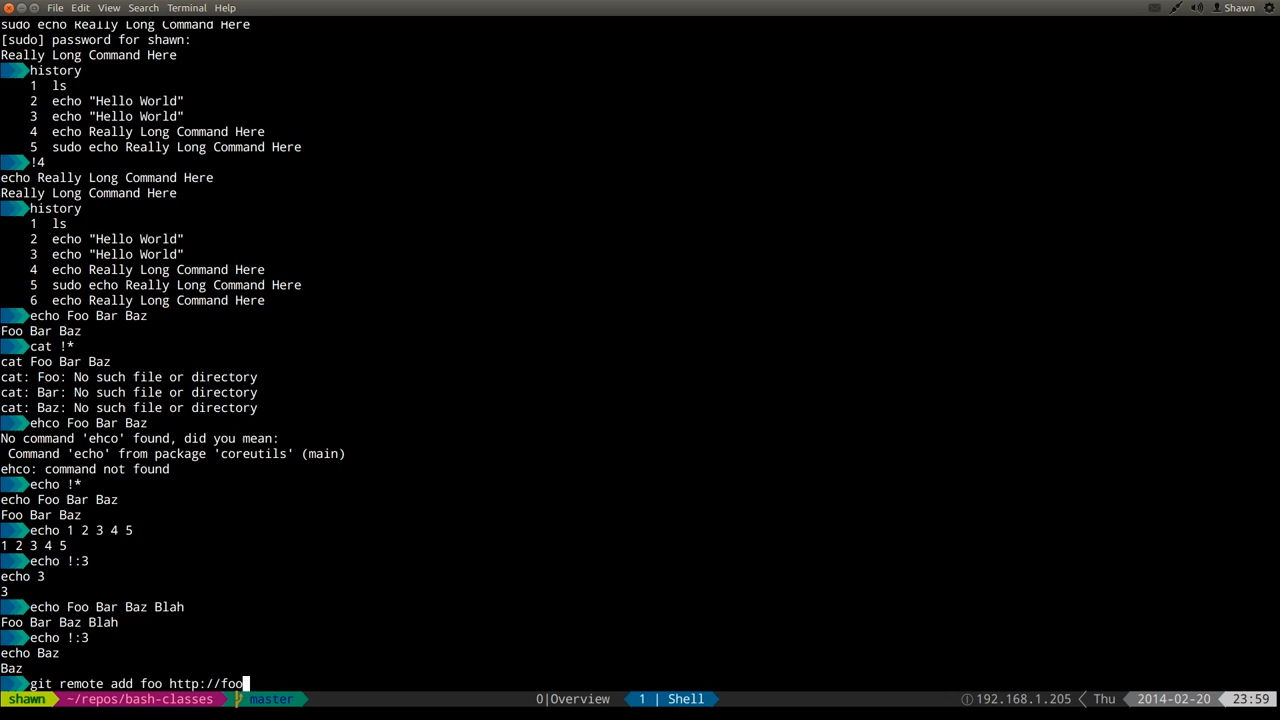 File Edit View Search Terminal Help Shawn
sudo echo Really Long Command Here
[sudo] password for shawn:
Really Long Command Here
history
1 ls
2 echo "Hello World"
3 echo "Hello World"
4 echo Really Long Command Here
5 sudo echo Really Long Command Here
!4
echo Really Long Command Here
Really Long Command Here
history
1 ls
2 echo "Hello World"
3 echo "Hello World"
4 echo Really Long Command Here
5 sudo echo Really Long Command Here
6 echo Really Long Command Here
echo Foo Bar Baz
Foo Bar Baz
cat !*
cat Foo Bar Baz
cat: Foo: No such file or directory
cat: Bar: No such file or directory
cat: Baz: No such file or directory
ehco Foo Bar Baz
No command 'ehco' found, did you mean:
Command 'echo' from package 'coreutils' (main)
ehco: command not found
echo !*
echo Foo Bar Baz
Foo Bar Baz
echo 1 2 3 4 5
1 2 3 4 5
echo !:3
echo 3
3
echo Foo Bar Baz Blah
Foo Bar Baz Blah
echo !:3
echo Baz
Baz
git remote add foo http://foo
shawn ~/repos/bash-classes master 0|Overview 1 | Shell 192.168.1.205 Thu 2014-02-20 23:59